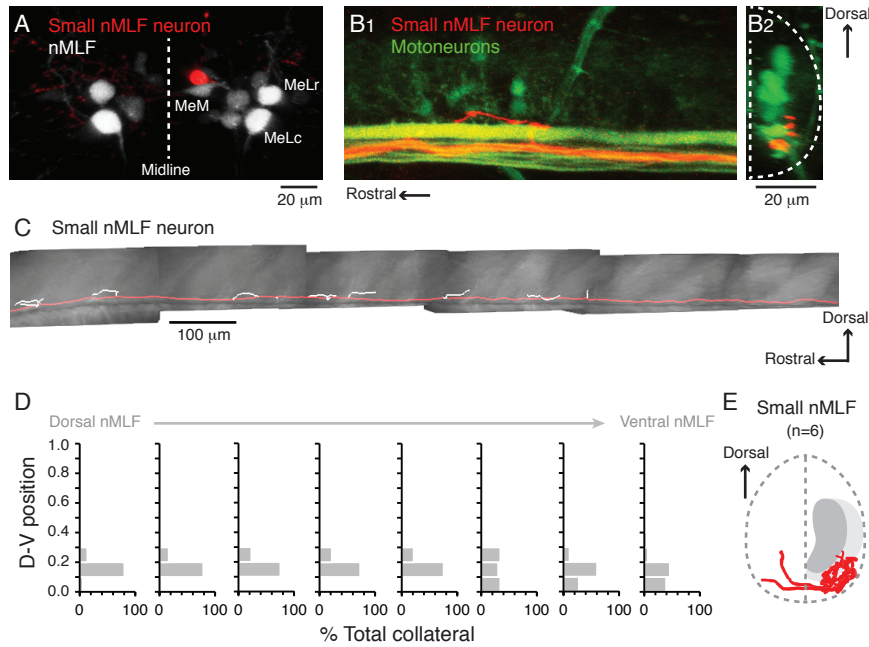 A
Small nMLF neuron
nMLF
MeM
MeLr
MeLc
Midline
20 μm
B1
Small nMLF neuron
Motoneurons
Rostral
B2
Dorsal
20 μm
C
Small nMLF neuron
100 μm
Dorsal
Rostral
D
Dorsal nMLF
Ventral nMLF
D-V position
1.0
0.8
0.6
0.4
0.2
0.0
0 100
0 100
0 100
0 100
0 100
0 100
0 100
0 100
% Total collateral
E
Small nMLF
(n=6)
Dorsal